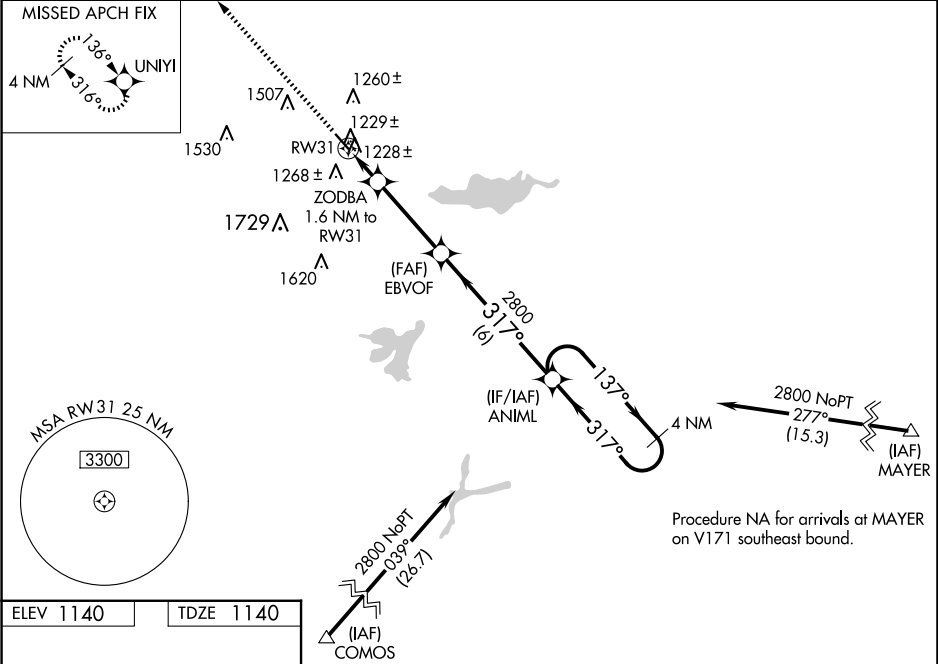 MISSED APCH FIX
136°
UNIYI
4 NM
316°
1260±
1507
1229±
1530
RW31
1228±
1268±
ZODBA
1.6 NM to
RW31
1729
1620
(FAF)
EBVOF
2800
317°
(6)
(IF/IAF)
ANIML
137°
317°
4 NM
2800 NoPT
277°
(15.3)
(IAF)
MAYER
MSA RW31 25 NM
3300
2800 NoPT
039°
(26.7)
Procedure NA for arrivals at MAYER
on V171 southeast bound.
ELEV 1140
TDZE 1140
(IAF)
COMOS